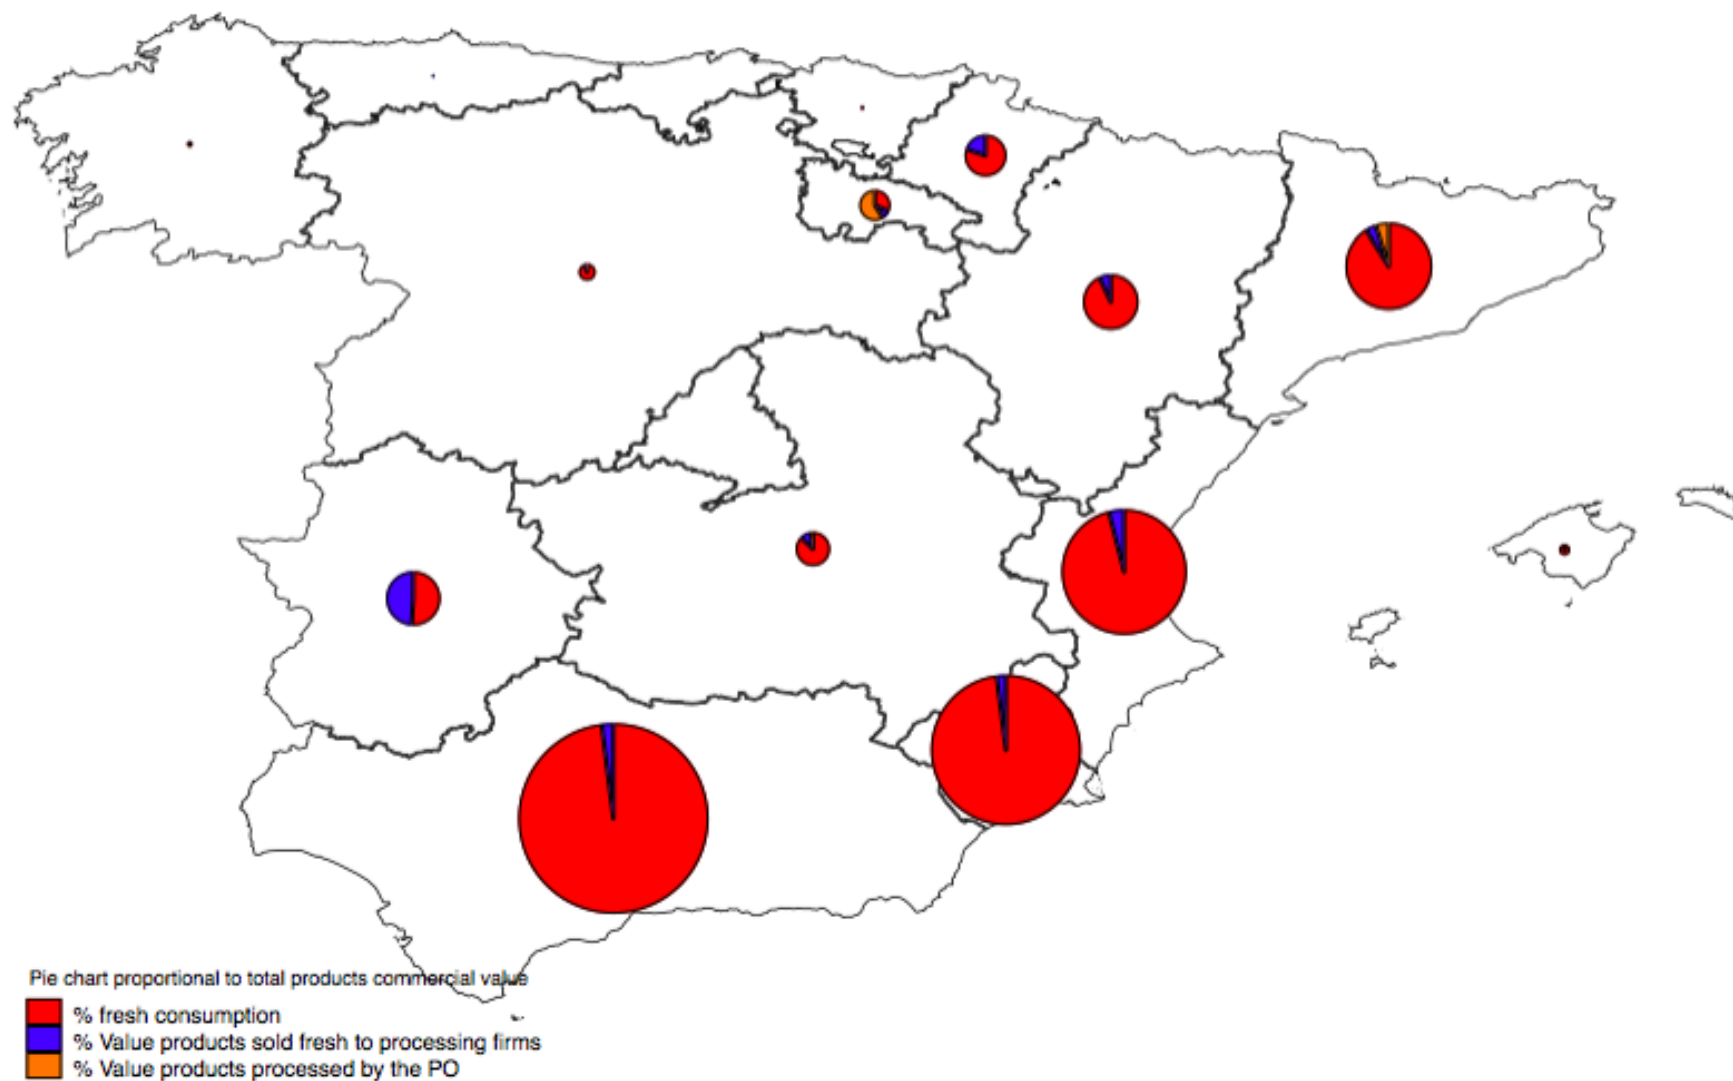 Pie chart proportional to total products commercial value
% fresh consumption
% Value products sold fresh to processing firms
% Value products processed by the PO